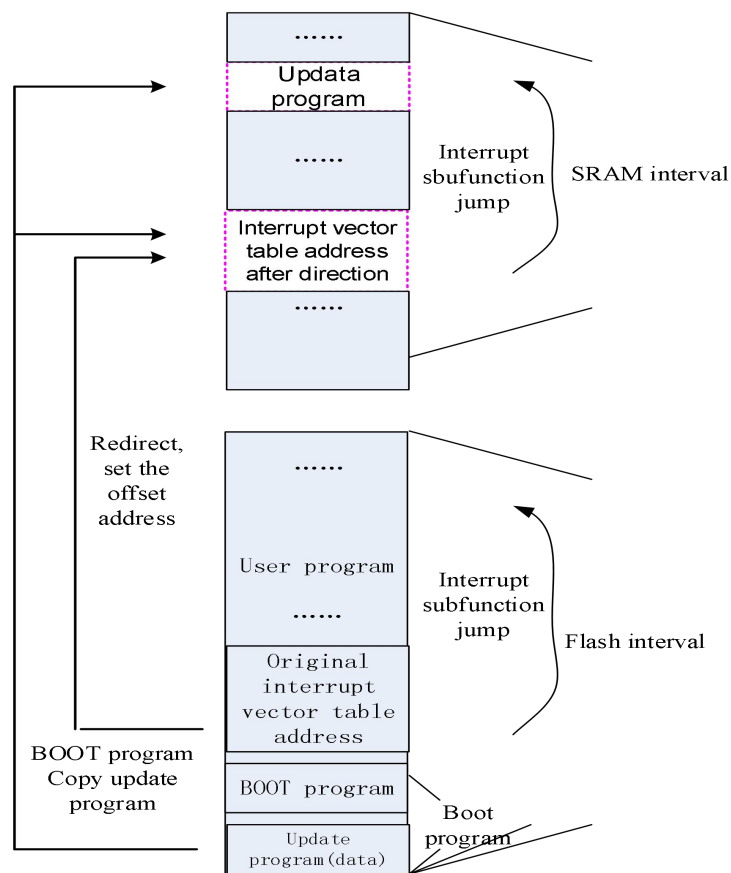 ……
Updata
program
……
Interrupt
sbufunction
jump
SRAM interval
Interrupt vector
table address
after direction
……
Redirect,
set the
offset
address
……
User program
……
Interrupt
subfunction
jump
Flash interval
Original
interrupt
vector table
address
BOOT program
Copy update
program
BOOT program
Boot
program
Update
program(data)